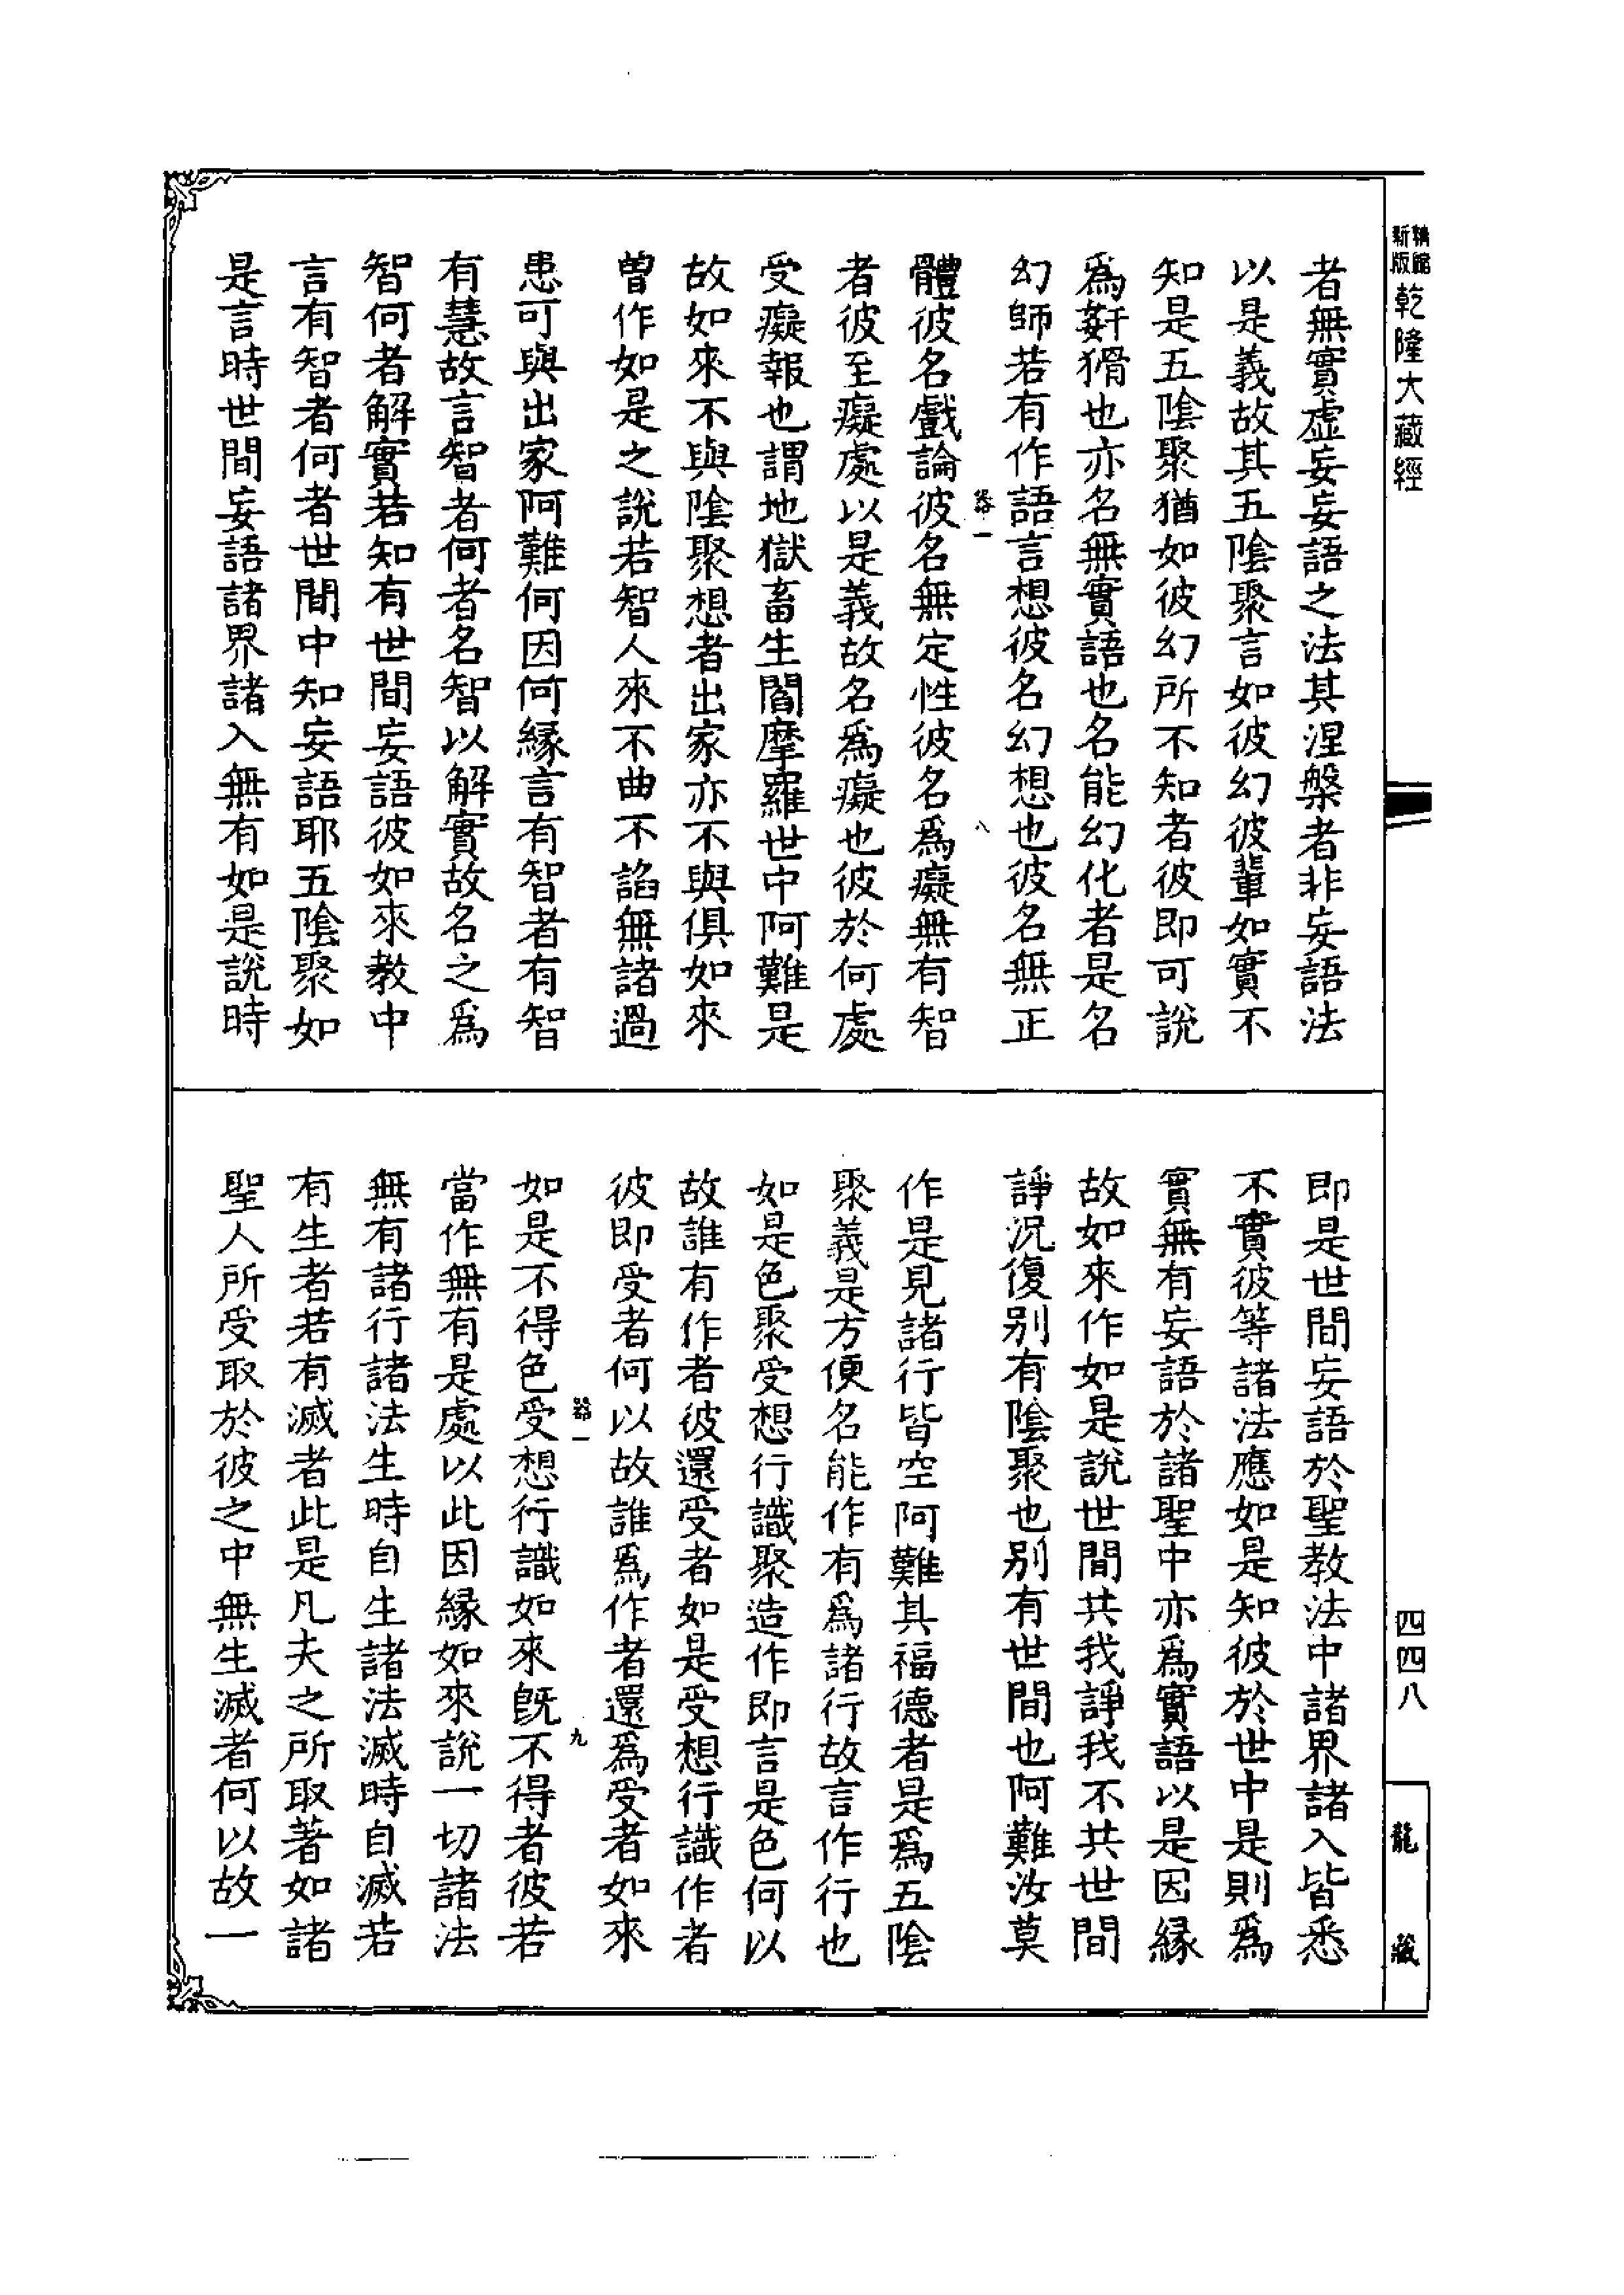 精縮
新版
乾隆大藏經
四四八
龍藏
者無實虛妄妄語之法其涅槃者非妄語法
以是義故其五陰聚言如彼幻彼輩如實不
知是五陰聚猶如彼幻所不知者彼即可說
爲姧猾也亦名無實語也名能幻化者是名
幻師若有作語言想彼名幻想也彼名無正
器一 八
體彼名戲論彼名無定性彼名爲癡無有智
者彼至癡處以是義故名爲癡也彼於何處
受癡報也謂地獄畜生閻摩羅世中阿難是
故如來不與陰聚想者出家亦不與俱如來
曾作如是之說若智人來不曲不諂無諸過
患可與出家阿難何因何縁言有智者有智
有慧故言智者何者名智以解實故名之爲
智何者解實若知有世間妄語彼如來教中
言有智者何者世間中知妄語耶五陰聚如
是言時世間妄語諸界諸入無有如是說時
即是世間妄語於聖教法中諸界諸入皆悉
不實彼等諸法應如是知彼於世中是則爲
實無有妄語於諸聖中亦爲實語以是因縁
故如來作如是說世間共我諍我不共世間
諍況復別有陰聚也別有世間也阿難汝莫
作是見諸行皆空阿難其福德者是爲五陰
聚義是方便名能作有爲諸行故言作行也
如是色聚受想行識聚造作即言是色何以
故誰有作者彼還受者如是受想行識作者
彼即受者何以故誰爲作者還爲受者如來
器一 九
如是不得色受想行識如來旣不得者彼若
當作無有是處以此因縁如來說一切諸法
無有諸行諸法生時自生諸法滅時自滅若
有生者若有滅者此是凡夫之所取著如諸
聖人所受取於彼之中無生滅者何以故一